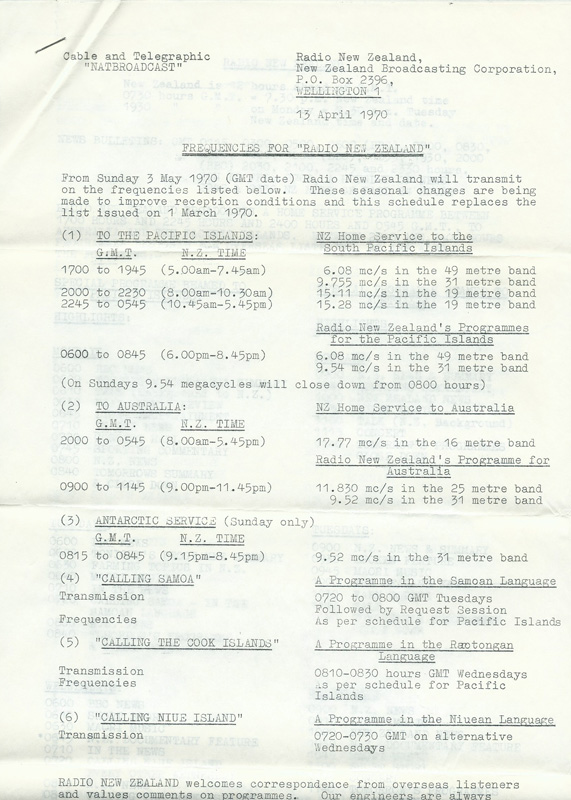 Cable and Telegraphic
"NATBROADCAST"
Radio New Zealand,
New Zealand Broadcasting Corporation,
P.O. Box 2396,
WELLINGTON 1
13 April 1970
FREQUENCIES FOR "RADIO NEW ZEALAND"
From Sunday 3 May 1970 (GMT date) Radio New Zealand will transmit
on the frequencies listed below. These seasonal changes are being
made to improve reception conditions and this schedule replaces the
list issued on 1 March 1970.
(1) TO THE PACIFIC ISLANDS: NZ Home Service to the
South Pacific Islands
G.M.T. N.Z. TIME
1700 to 1945 (5.00am-7.45am) 6.08 mc/s in the 49 metre band
9.755 mc/s in the 31 metre band
2000 to 2230 (8.00am-10.30am) 15.11 mc/s in the 19 metre band
2245 to 0545 (10.45am-5.45pm) 15.28 mc/s in the 19 metre band
Radio New Zealand's Programmes
for the Pacific Islands
0600 to 0845 (6.00pm-8.45pm) 6.08 mc/s in the 49 metre band
9.54 mc/s in the 31 metre band
(On Sundays 9.54 megacycles will close down from 0800 hours)
(2) TO AUSTRALIA: NZ Home Service to Australia
G.M.T. N.Z. TIME
2000 to 0545 (8.00am-5.45pm) 17.77 mc/s in the 16 metre band
Radio New Zealand's Programme for
Australia
0900 to 1145 (9.00pm-11.45pm) 11.830 mc/s in the 25 metre band
9.52 mc/s in the 31 metre band
(3) ANTARCTIC SERVICE (Sunday only)
G.M.T. N.Z. TIME
0815 to 0845 (9.15pm-8.45pm) 9.52 mc/s in the 31 metre band
(4) "CALLING SAMOA" A Programme in the Samoan Language
Transmission 0720 to 0800 GMT Tuesdays
Followed by Request Session
Frequencies As per schedule for Pacific Islands
(5) "CALLING THE COOK ISLANDS" A Programme in the Rarotongan
Language
Transmission 0810-0830 hours GMT Wednesdays
Frequencies as per schedule for Pacific
Islands
(6) "CALLING NIUE ISLAND" A Programme in the Niuean Language
Transmission 0720-0730 GMT on alternative
Wednesdays
RADIO NEW ZEALAND welcomes correspondence from overseas listeners
and values comments on programmes. Our engineers are always